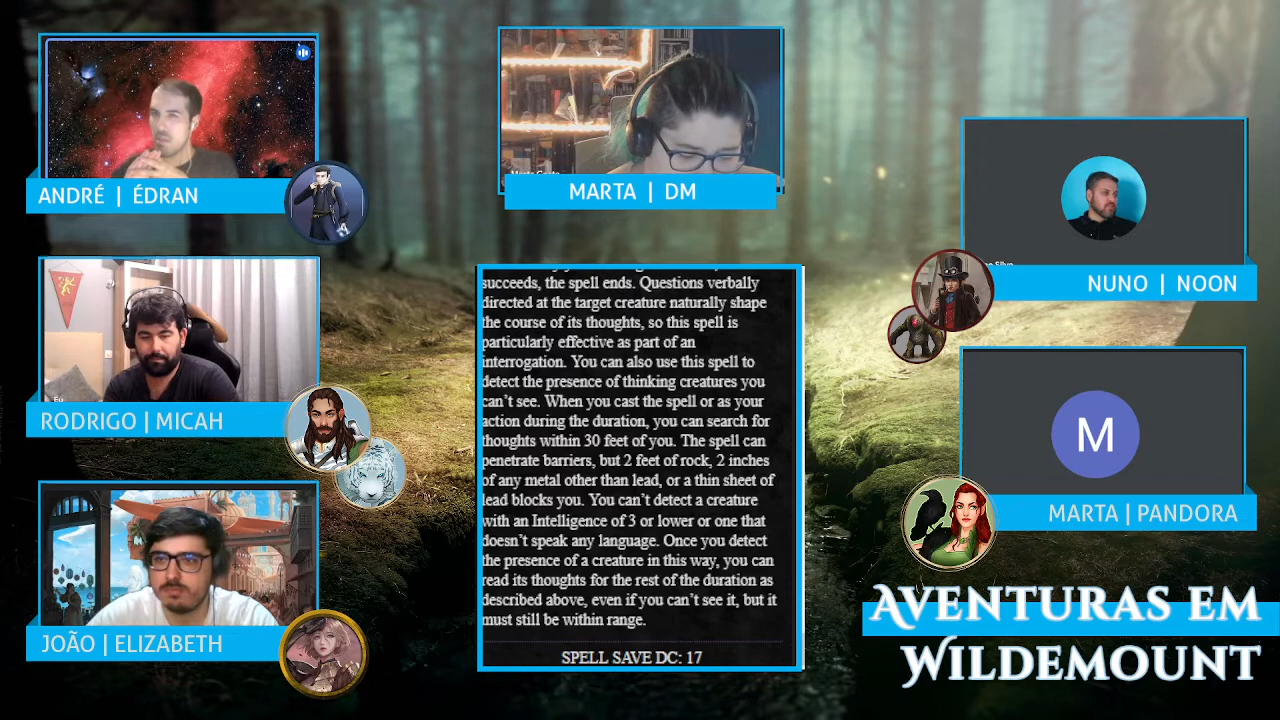 ANDRÉ | ÉDRAN
MARTA | DM
NUNO | NOON
RODRIGO | MICAH
MARTA | PANDORA
M
JOÃO | ELIZABETH
succeeds, the spell ends. Questions verbally
directed at the target creature naturally shape
the course of its thoughts, so this spell is
particularly effective as part of an
interrogation. You can also use this spell to
detect the presence of thinking creatures you
can't see. When you cast the spell or as your
action during the duration, you can search for
thoughts within 30 feet of you. The spell can
penetrate barriers, but 2 feet of rock, 2 inches
of any metal other than lead, or a thin sheet of
lead blocks you. You can't detect a creature
with an Intelligence of 3 or lower or one that
doesn't speak any language. Once you detect
the presence of a creature in this way, you can
read its thoughts for the rest of the duration as
described above, even if you can't see it, but it
must still be within range.
SPELL SAVE DC: 17
AVENTURAS EM
WILDEMOUNT